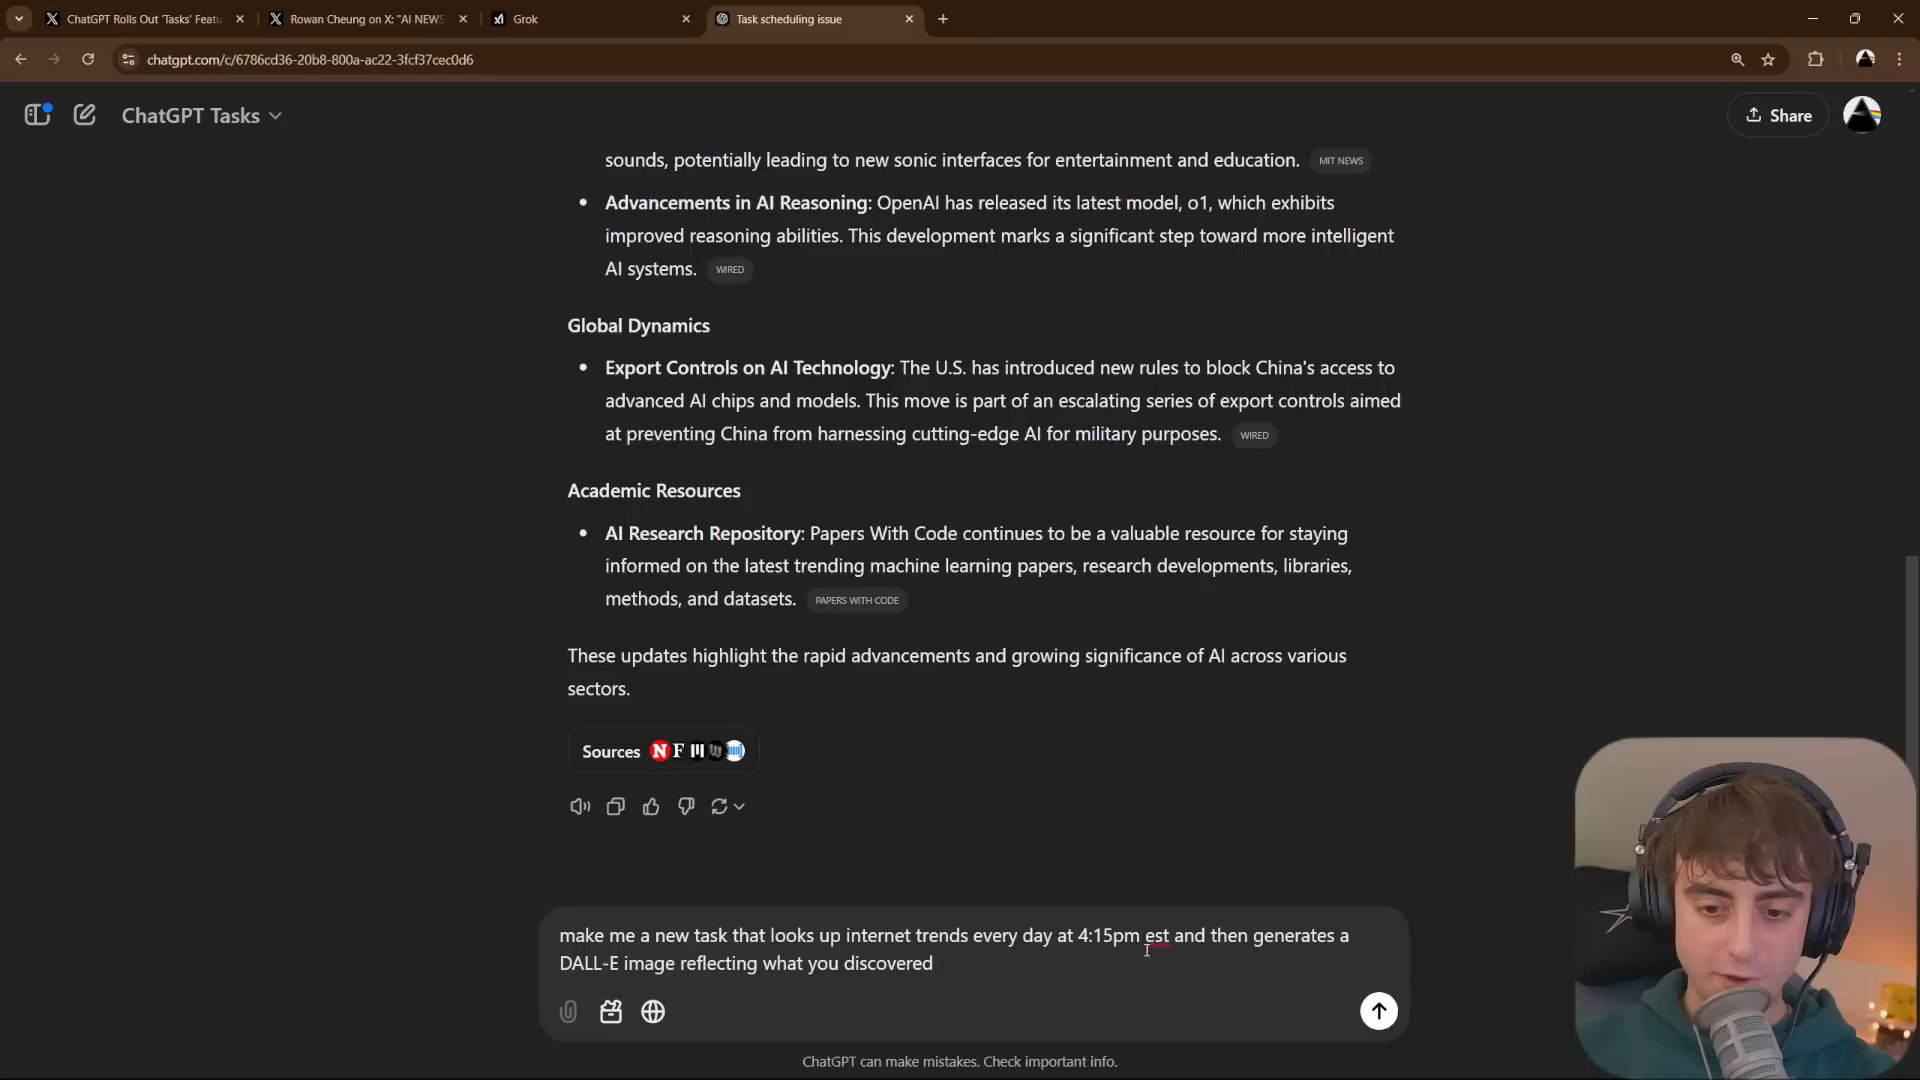 ChatGPT Rolls Out 'Tasks' Featu
Rowan Cheung on X: "AI NEWS
Grok
Task scheduling issue
chatgpt.com/c/6786cd36-20b8-800a-ac22-3fcf37cec0d6
ChatGPT Tasks
Share
sounds, potentially leading to new sonic interfaces for entertainment and education. MIT NEWS
Advancements in AI Reasoning: OpenAI has released its latest model, o1, which exhibits
improved reasoning abilities. This development marks a significant step toward more intelligent
AI systems. WIRED
Global Dynamics
Export Controls on AI Technology: The U.S. has introduced new rules to block China's access to
advanced AI chips and models. This move is part of an escalating series of export controls aimed
at preventing China from harnessing cutting-edge AI for military purposes. WIRED
Academic Resources
AI Research Repository: Papers With Code continues to be a valuable resource for staying
informed on the latest trending machine learning papers, research developments, libraries,
methods, and datasets. PAPERS WITH CODE
These updates highlight the rapid advancements and growing significance of AI across various
sectors.
Sources
make me a new task that looks up internet trends every day at 4:15pm est and then generates a
DALL-E image reflecting what you discovered
ChatGPT can make mistakes. Check important info.